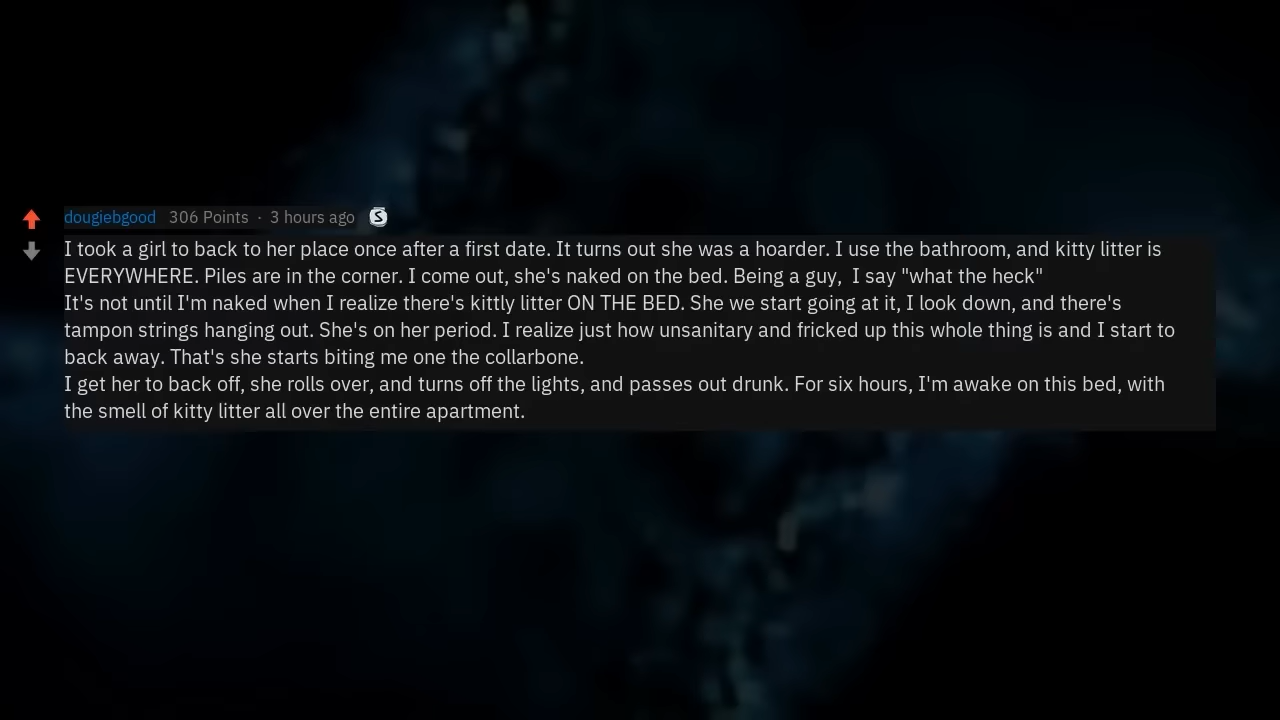 dougiebgood 306 Points · 3 hours ago S
I took a girl to back to her place once after a first date. It turns out she was a hoarder. I use the bathroom, and kitty litter is
EVERYWHERE. Piles are in the corner. I come out, she's naked on the bed. Being a guy,  I say "what the heck"
It's not until I'm naked when I realize there's kittly litter ON THE BED. She we start going at it, I look down, and there's
tampon strings hanging out. She's on her period. I realize just how unsanitary and fricked up this whole thing is and I start to
back away. That's she starts biting me one the collarbone.
I get her to back off, she rolls over, and turns off the lights, and passes out drunk. For six hours, I'm awake on this bed, with
the smell of kitty litter all over the entire apartment.